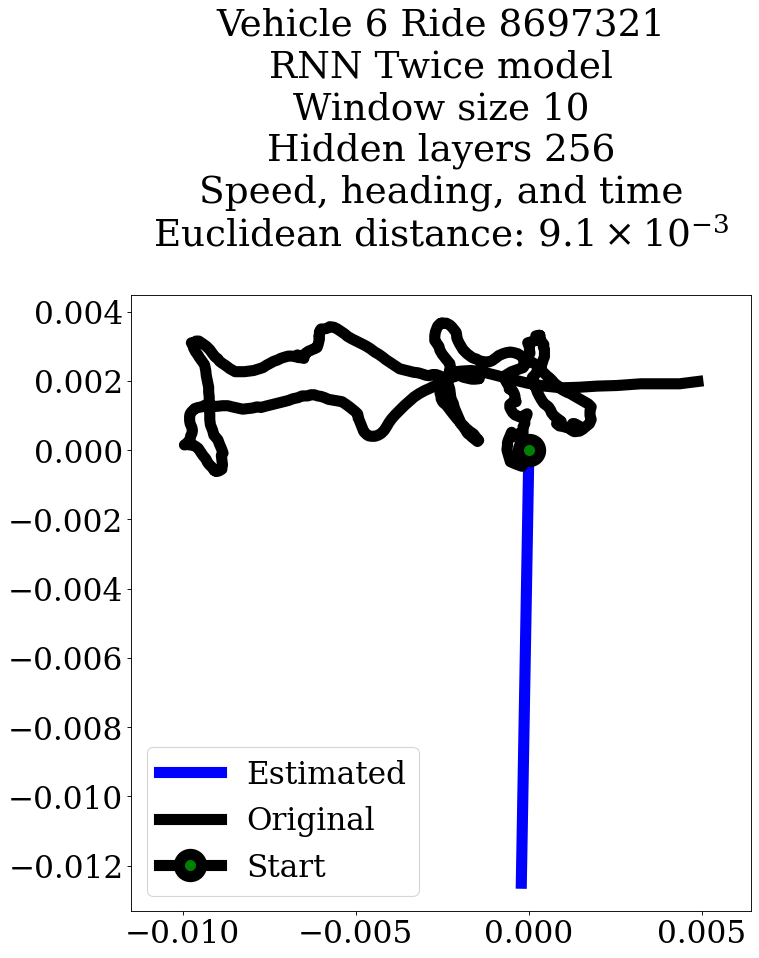 Vehicle 6 Ride 8697321
RNN Twice model
Window size 10
Hidden layers 256
Speed, heading, and time
Euclidean distance: 9.1 × 10⁻³
0.004
0.002
0.000
−0.002
−0.004
−0.006
−0.008
−0.010
−0.012
Estimated
Original
Start
−0.010 −0.005 0.000 0.005